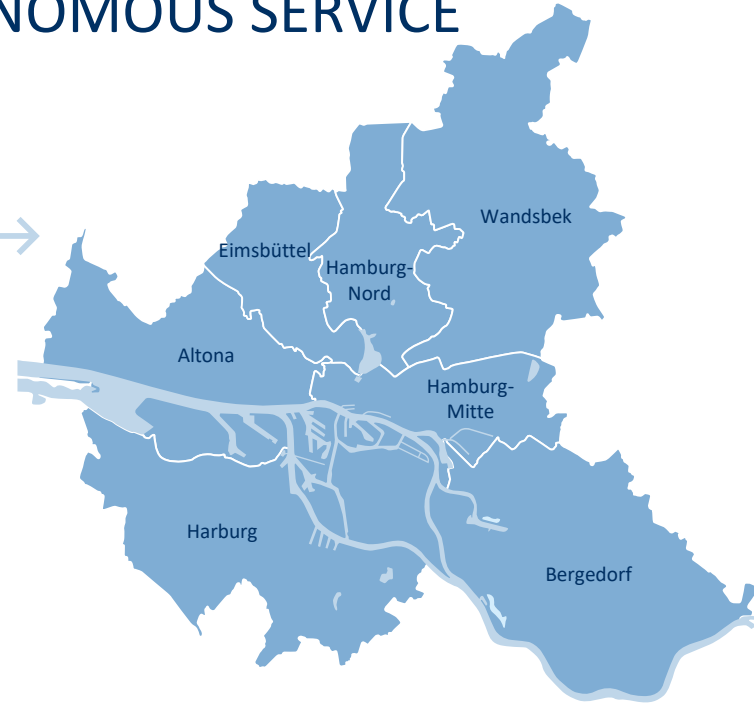 NOMOUS SERVICE
Wandsbek
Eimsbüttel
Hamburg-
Nord
Altona
Hamburg-
Mitte
Harburg
Bergedorf